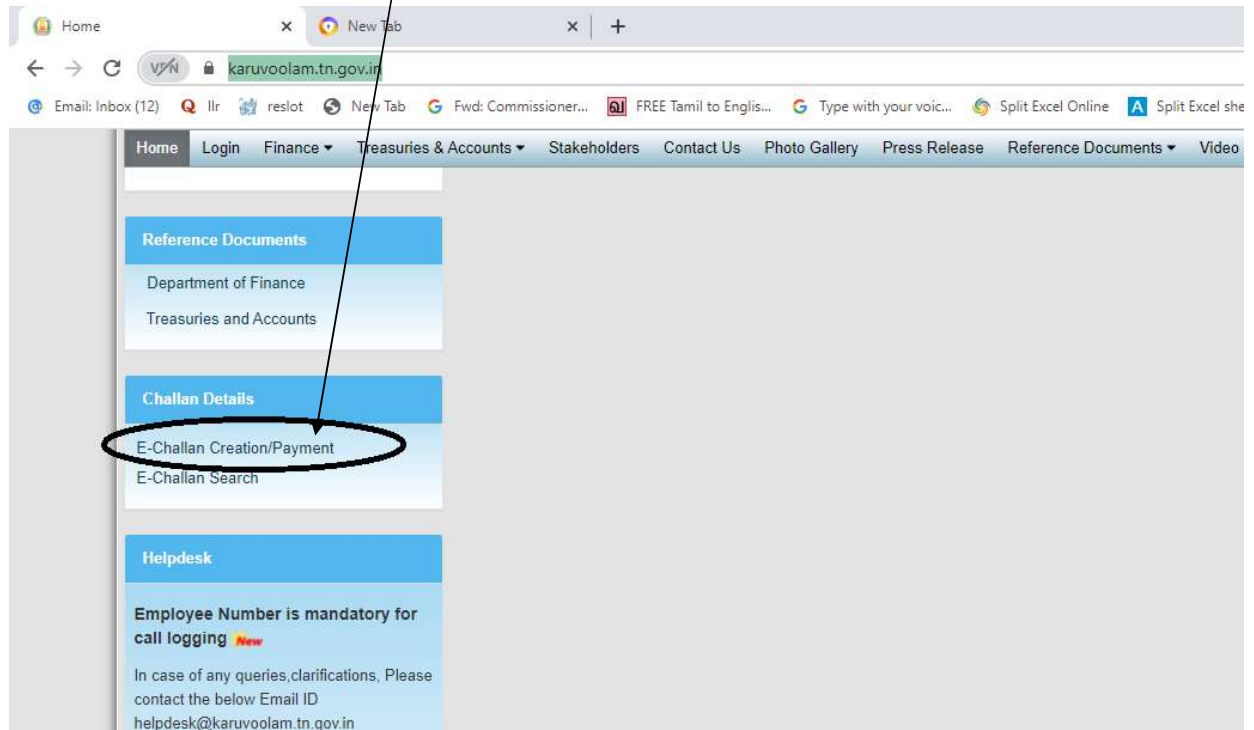 Home
New Tab
VPN karuvoolam.tn.gov.in
Email: Inbox (12) llr reslot New Tab Fwd: Commissioner... FREE Tamil to Englis... Type with your voic... Split Excel Online Split Excel she
Home Login Finance Treasuries & Accounts Stakeholders Contact Us Photo Gallery Press Release Reference Documents Video
Reference Documents
Department of Finance
Treasuries and Accounts
Challan Details
E-Challan Creation/Payment
E-Challan Search
Helpdesk
Employee Number is mandatory for
call logging New
In case of any queries,clarifications, Please
contact the below Email ID
helpdesk@karuvoolam.tn.gov.in